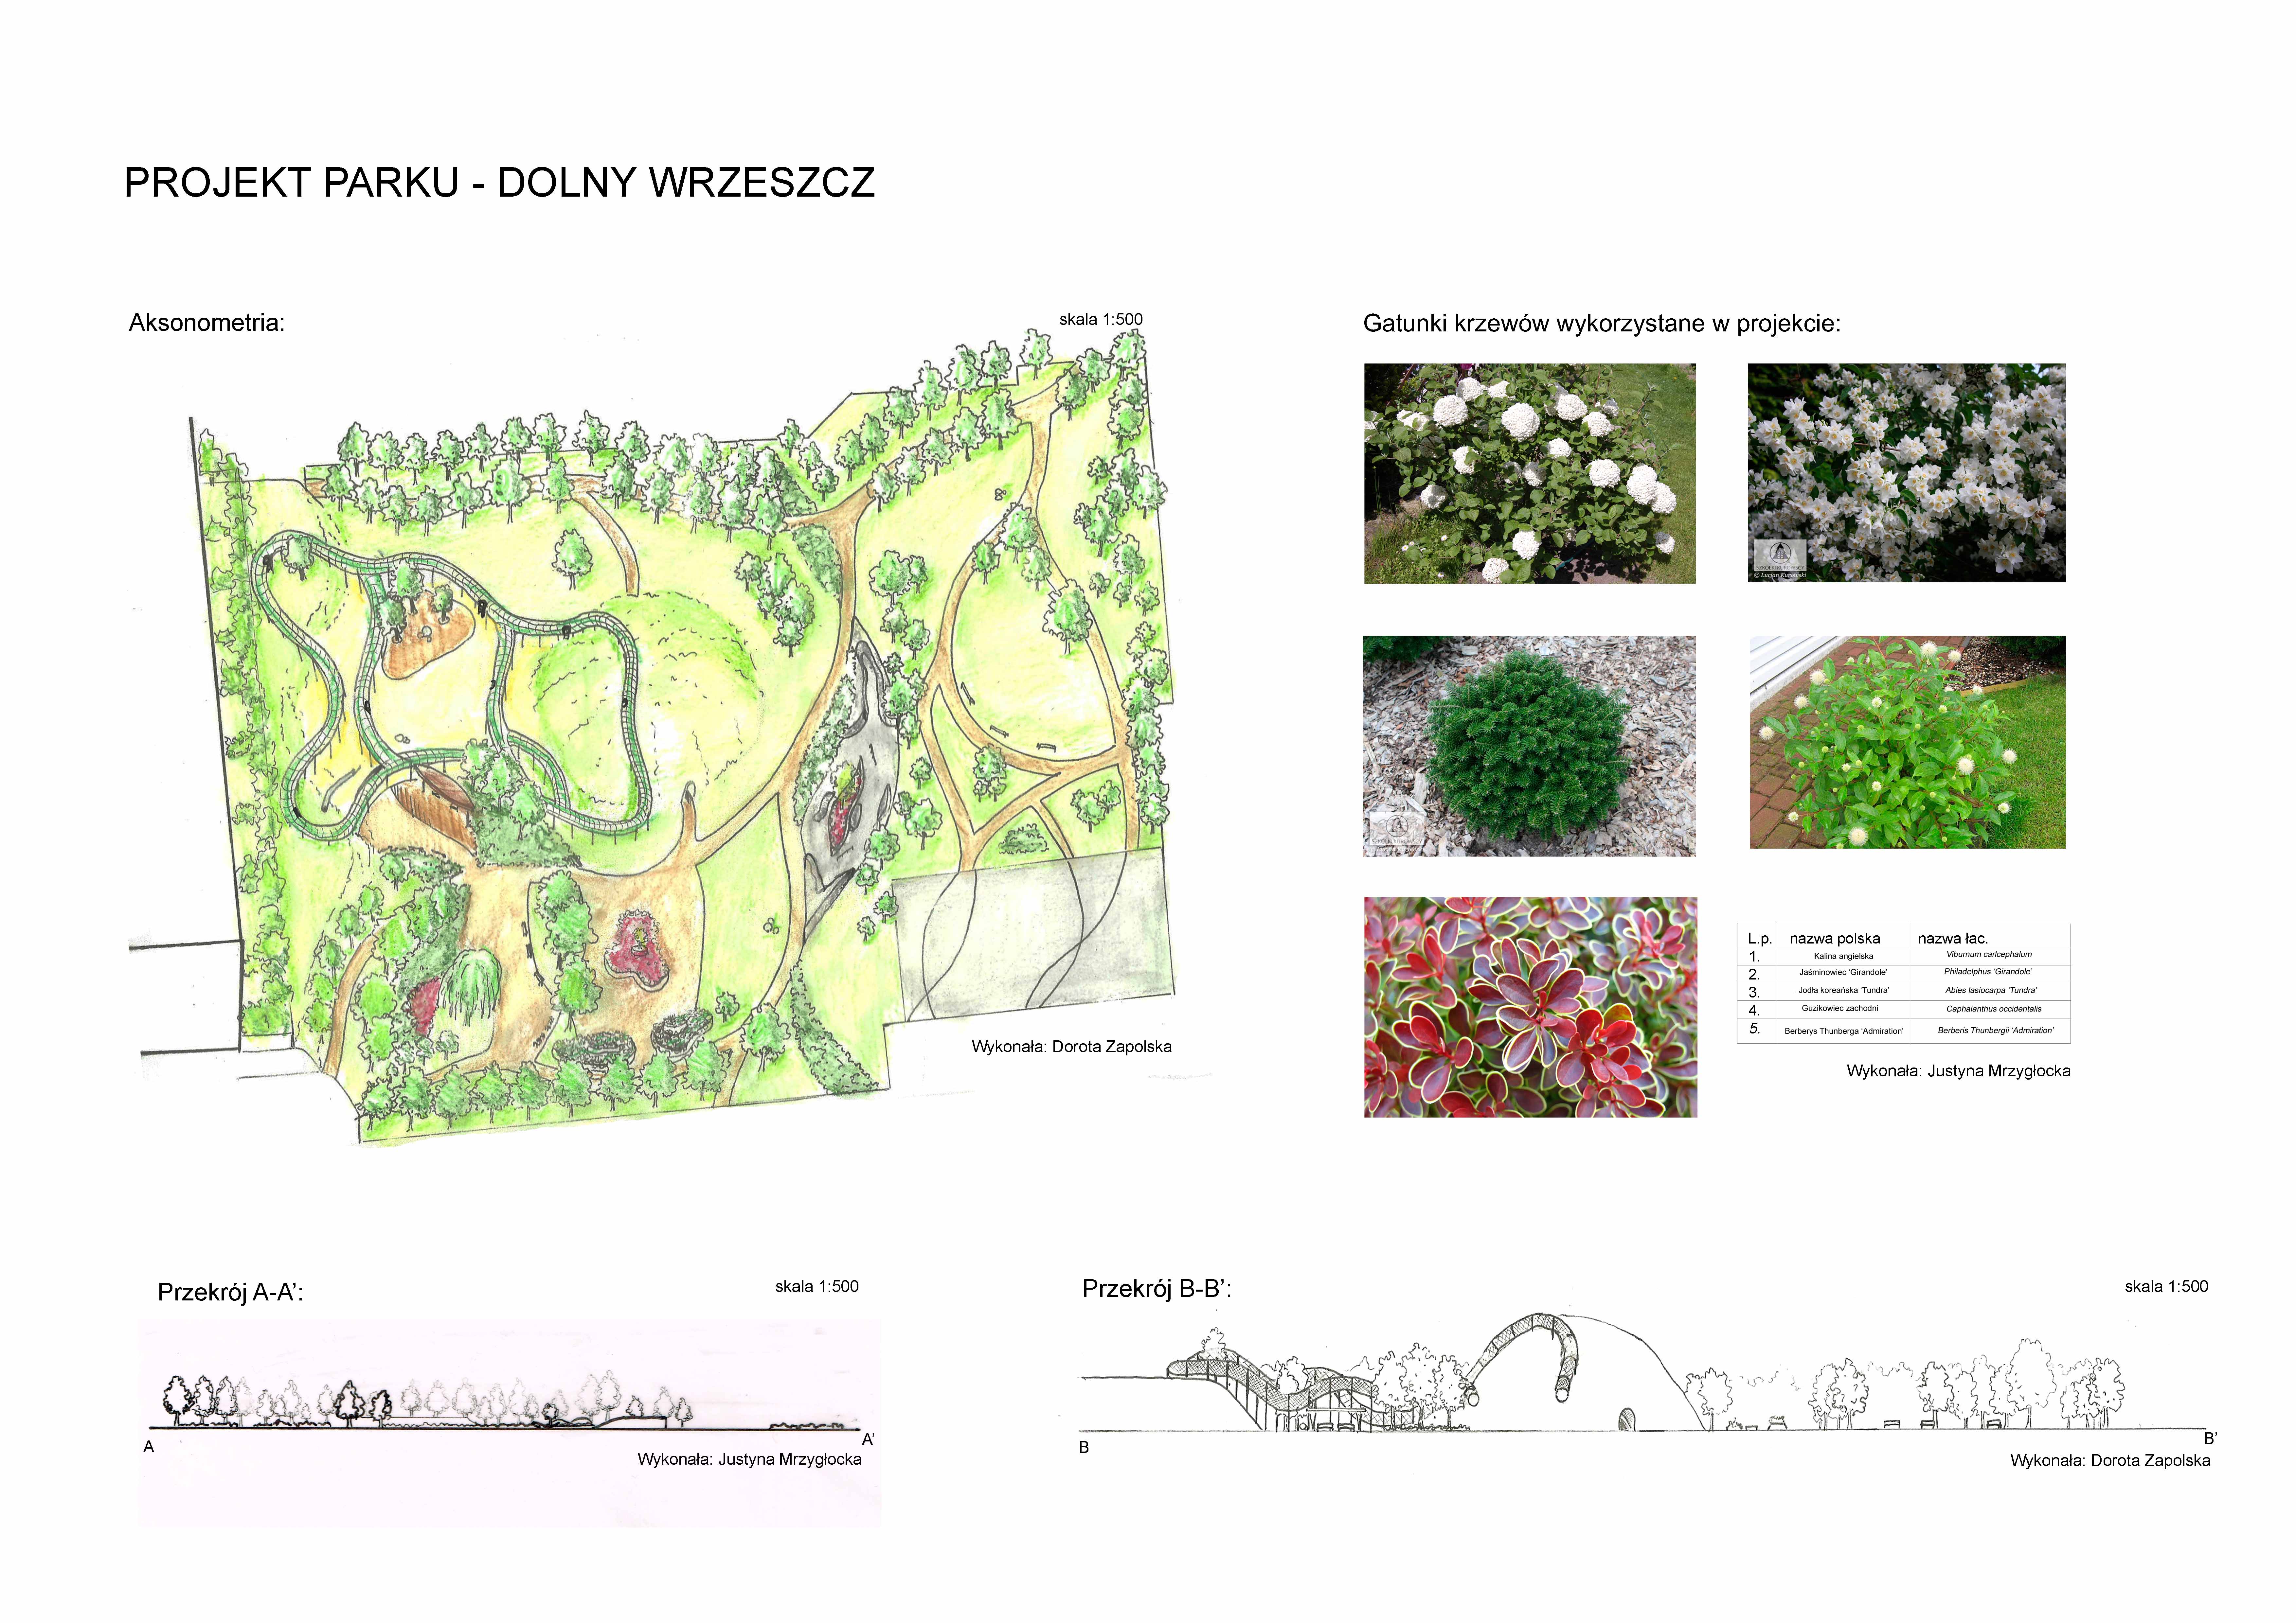 PROJEKT PARKU - DOLNY WRZESZCZ
Aksonometria:
skala 1:500
Wykonała: Dorota Zapolska
Gatunki krzewów wykorzystane w projekcie:
© Lucjan Kurowski
L.p. nazwa polska nazwa łac.
1. Kalina angielska Viburnum carlcephalum
2. Jaśminowiec ‘Girandole’ Philadelphus ‘Girandole’
3. Jodła koreańska ‘Tundra’ Abies lasiocarpa ‘Tundra’
4. Guzikowiec zachodni Caphalanthus occidentalis
5. Berberys Thunberga ‘Admiration’ Berberis Thunbergii ‘Admiration’
Wykonała: Justyna Mrzygłocka
Przekrój A-A’:
skala 1:500
A
A’
Wykonała: Justyna Mrzygłocka
Przekrój B-B’:
skala 1:500
B
B’
Wykonała: Dorota Zapolska